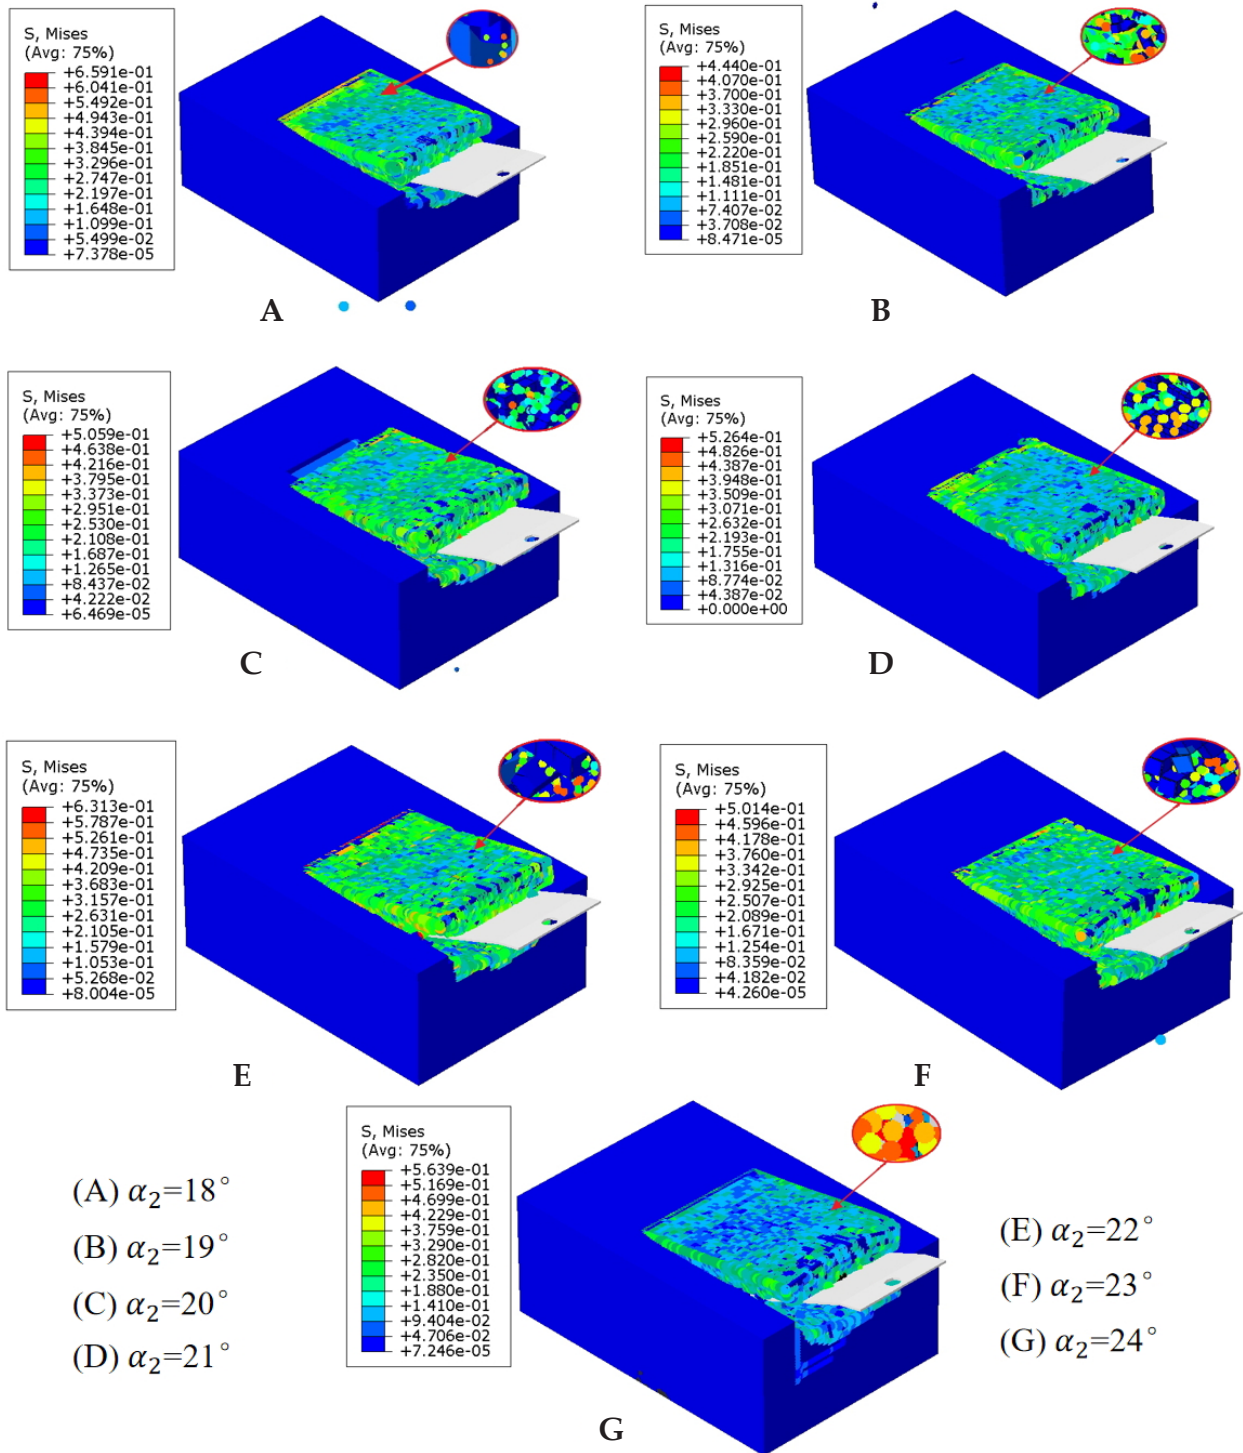 S, Mises
(Avg: 75%)
+6.591e-01
+6.041e-01
+5.492e-01
+4.943e-01
+4.394e-01
+3.845e-01
+3.296e-01
+2.747e-01
+2.197e-01
+1.648e-01
+1.099e-01
+5.499e-02
+7.378e-05
A
S, Mises
(Avg: 75%)
+4.440e-01
+4.070e-01
+3.700e-01
+3.330e-01
+2.960e-01
+2.590e-01
+2.220e-01
+1.851e-01
+1.481e-01
+1.111e-01
+7.407e-02
+3.708e-02
+8.471e-05
B
S, Mises
(Avg: 75%)
+5.059e-01
+4.638e-01
+4.216e-01
+3.795e-01
+3.373e-01
+2.951e-01
+2.530e-01
+2.108e-01
+1.687e-01
+1.265e-01
+8.437e-02
+4.222e-02
+6.469e-05
C
S, Mises
(Avg: 75%)
+5.264e-01
+4.826e-01
+4.387e-01
+3.948e-01
+3.509e-01
+3.071e-01
+2.632e-01
+2.193e-01
+1.755e-01
+1.316e-01
+8.774e-02
+4.387e-02
+0.000e+00
D
S, Mises
(Avg: 75%)
+6.313e-01
+5.787e-01
+5.261e-01
+4.735e-01
+4.209e-01
+3.683e-01
+3.157e-01
+2.631e-01
+2.105e-01
+1.579e-01
+1.053e-01
+5.268e-02
+8.004e-05
E
S, Mises
(Avg: 75%)
+5.014e-01
+4.596e-01
+4.178e-01
+3.760e-01
+3.342e-01
+2.925e-01
+2.507e-01
+2.089e-01
+1.671e-01
+1.254e-01
+8.359e-02
+4.182e-02
+4.260e-05
F
S, Mises
(Avg: 75%)
+5.639e-01
+5.169e-01
+4.699e-01
+4.229e-01
+3.759e-01
+3.290e-01
+2.820e-01
+2.350e-01
+1.880e-01
+1.410e-01
+9.404e-02
+4.706e-02
+7.246e-05
G
(A) α₂=18°
(B) α₂=19°
(C) α₂=20°
(D) α₂=21°
(E) α₂=22°
(F) α₂=23°
(G) α₂=24°